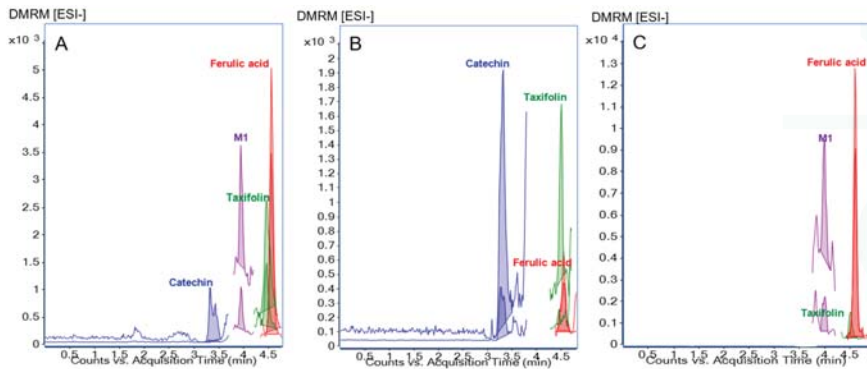 DMRM [ESI-]
x10 3
A
Ferulic acid
5
4.5
4
M1
3.5
3
Taxifolin
2.5
2
1.5
Catechin
1
0.5
0
0.5 1 1.5 2 2.5 3 3.5 4 4.5
Counts vs. Acquisition Time (min)
DMRM [ESI-]
x10 3
B
2
Catechin
1.9
1.8
Taxifolin
1.7
1.6
1.5
1.4
1.3
1.2
1.1
1
0.9
0.8
0.7
0.6
Ferulic acid
0.5
0.4
0.3
0.2
0.1
0.5 1 1.5 2 2.5 3 3.5 4 4.5
Counts vs. Acquisition Time (min)
DMRM [ESI-]
x10 4
C
1.4
Ferulic acid
1.3
1.2
1.1
1
M1
0.9
0.8
0.7
0.6
0.5
0.4
0.3
0.2
Taxifolin
0.1
0
0.5 1 1.5 2 2.5 3 3.5 4 4.5
Counts vs. Acquisition Time (min)